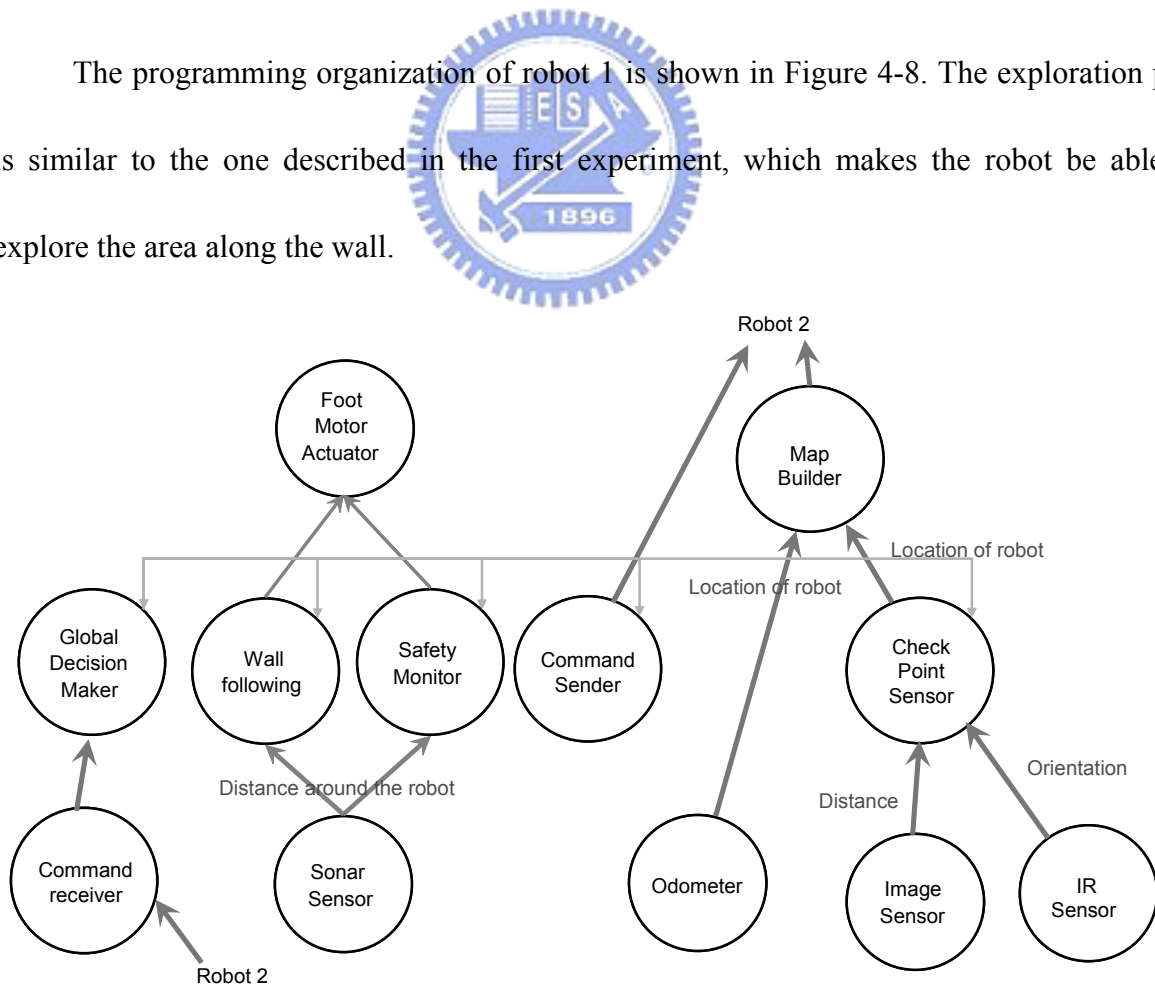 The programming organization of robot 1 is shown in Figure 4-8. The exploration p
is similar to the one described in the first experiment, which makes the robot be able
explore the area along the wall.
ES
1896
Robot 2
Foot
Motor
Actuator
Map
Builder
Location of robot
Location of robot
Global
Decision
Maker
Wall
following
Safety
Monitor
Command
Sender
Check
Point
Sensor
Distance around the robot
Orientation
Distance
Command
receiver
Sonar
Sensor
Odometer
Image
Sensor
IR
Sensor
Robot 2